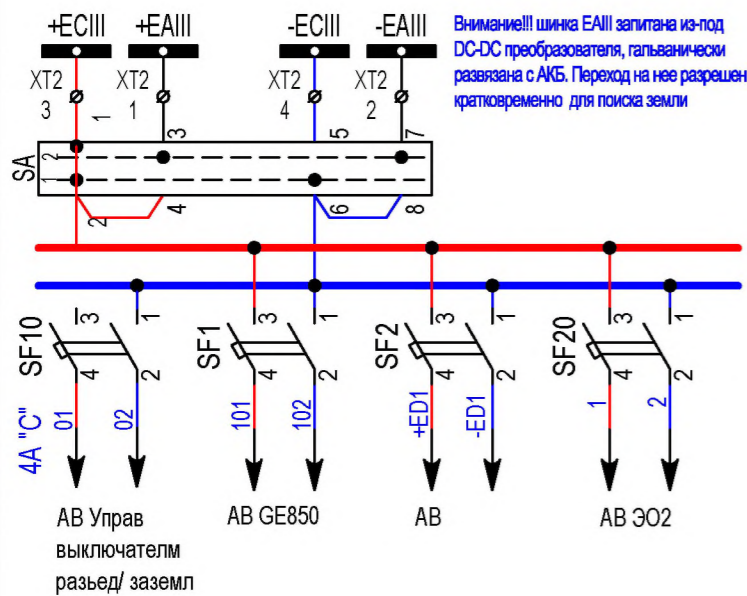 +ECIII +EAIII -ECIII -EAIII
Внимание!!! шинка EAIII запитана из-под
DC-DC преобразователя, гальванически
развязана с АКБ. Переход на нее разрешен
кратковременно для поиска земли
XT2 XT2 XT2 XT2
3 1 4 2
1 3 5 7
SA
2
1
2 4 6 8
SF10 3 1 SF1 3 1 SF2 3 1 SF20 3 1
4 2 4 2 4 2 4 2
4А "С" 01 02 101 102 +ED1 -ED1 1 2
АВ Управ
выключателм
разьед/ заземл
АВ GE850
АВ
АВ ЭО2